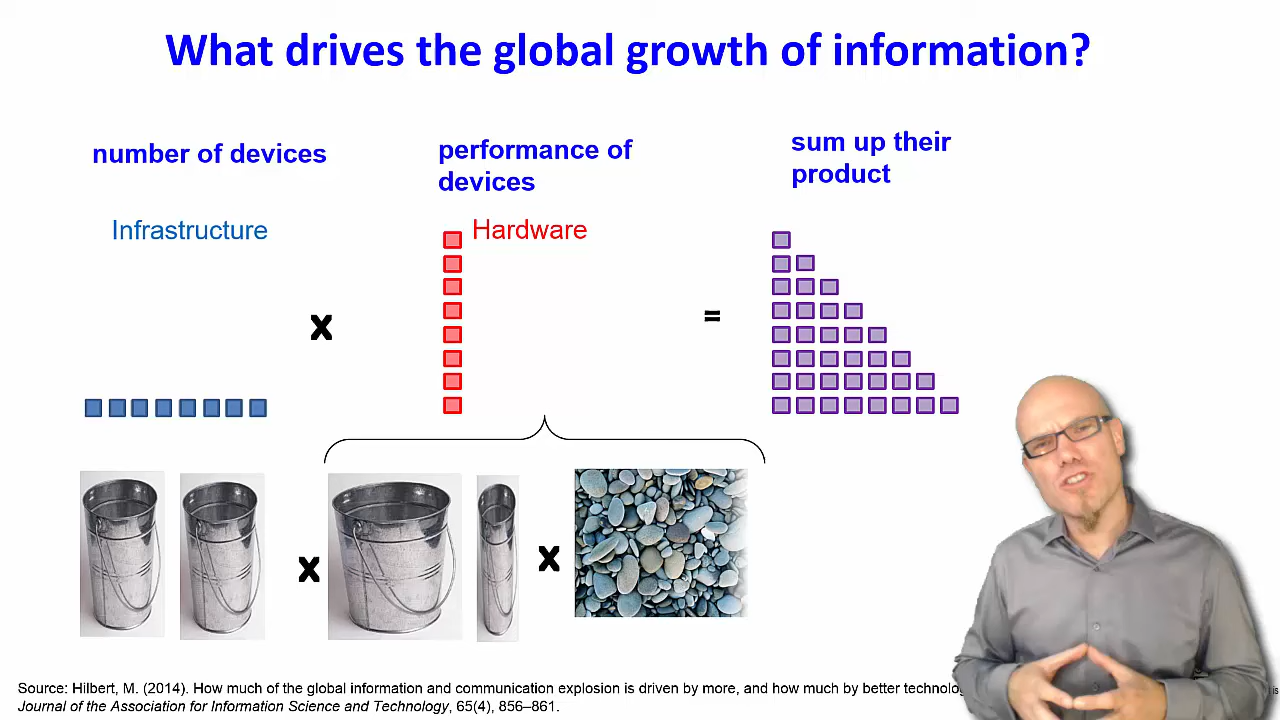 What drives the global growth of information?
number of devices
performance of
devices
sum up their
product
Infrastructure
Hardware
x
=
x
x
Source: Hilbert, M. (2014). How much of the global information and communication explosion is driven by more, and how much by better
Journal of the Association for Information Science and Technology, 65(4), 856–861.